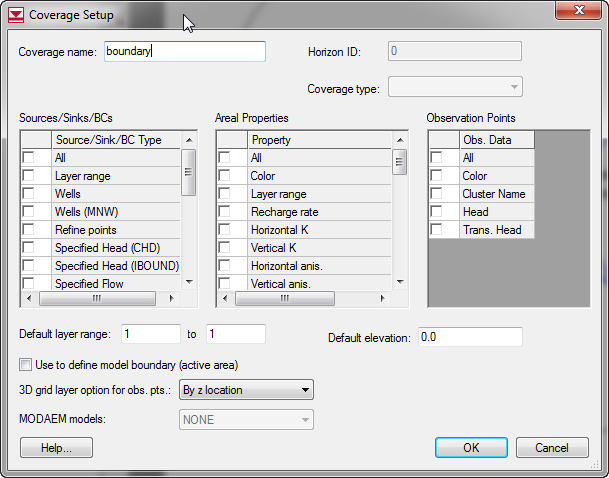 Coverage Setup
Coverage name: boundary
Horizon ID: 0
Coverage type:
Sources/Sinks/BCs
Source/Sink/BC Type
All
Layer range
Wells
Wells (MNW)
Refine points
Specified Head (CHD)
Specified Head (IBOUND)
Specified Flow
Areal Properties
Property
All
Color
Layer range
Recharge rate
Horizontal K
Vertical K
Horizontal anis.
Vertical anis.
Observation Points
Obs. Data
All
Color
Cluster Name
Head
Trans. Head
Default layer range: 1 to 1
Default elevation: 0.0
Use to define model boundary (active area)
3D grid layer option for obs. pts.: By z location
MODAEM models: NONE
Help... OK Cancel